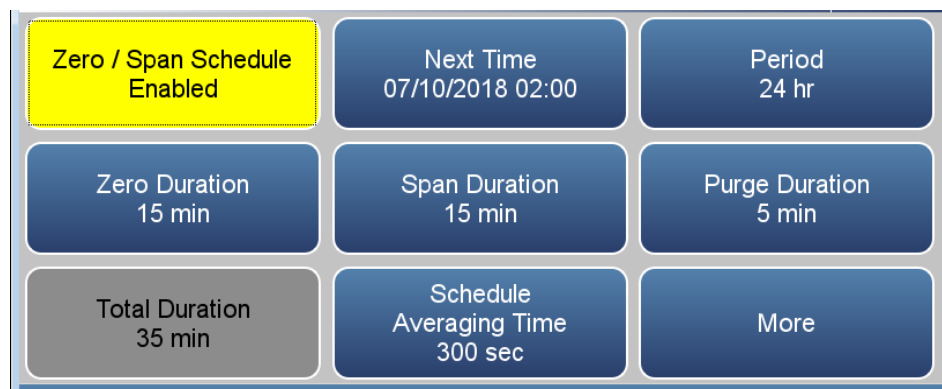 Zero / Span Schedule
Enabled
Next Time
07/10/2018 02:00
Period
24 hr
Zero Duration
15 min
Span Duration
15 min
Purge Duration
5 min
Total Duration
35 min
Schedule
Averaging Time
300 sec
More